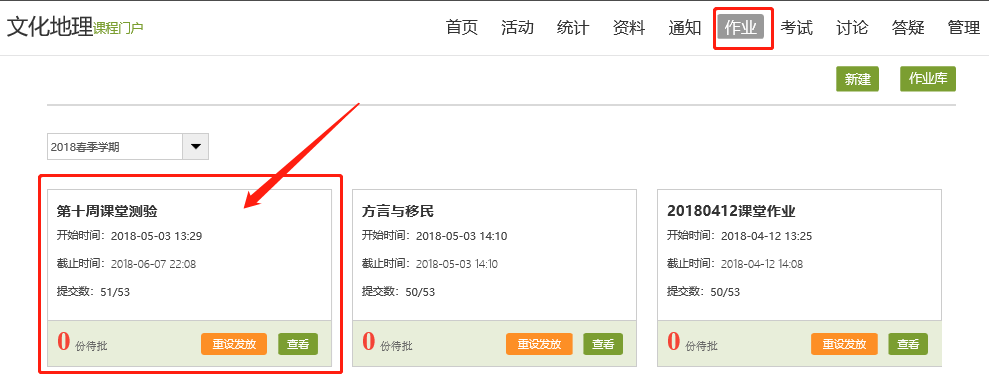 文化地理课程门户 首页 活动 统计 资料 通知 作业 考试 讨论 答疑 管理
新建 作业库
2018春季学期
第十周课堂测验
开始时间：2018-05-03 13:29
截止时间：2018-06-07 22:08
提交数：51/53
0 份待批 重设发放 查看
方言与移民
开始时间：2018-05-03 14:10
截止时间：2018-05-03 14:10
提交数：50/53
0 份待批 重设发放 查看
20180412课堂作业
开始时间：2018-04-12 13:25
截止时间：2018-04-12 14:08
提交数：50/53
0 份待批 重设发放 查看